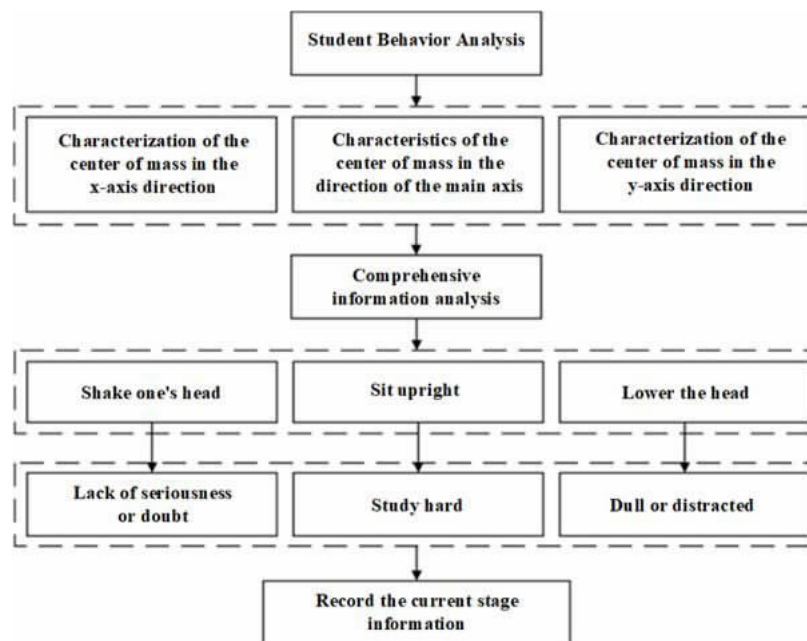 Student Behavior Analysis
Characterization of the
center of mass in the
x-axis direction
Characteristics of the
center of mass in the
direction of the main axis
Characterization of the
center of mass in the
y-axis direction
Comprehensive
information analysis
Shake one's head
Sit upright
Lower the head
Lack of seriousness
or doubt
Study hard
Dull or distracted
Record the current stage
information